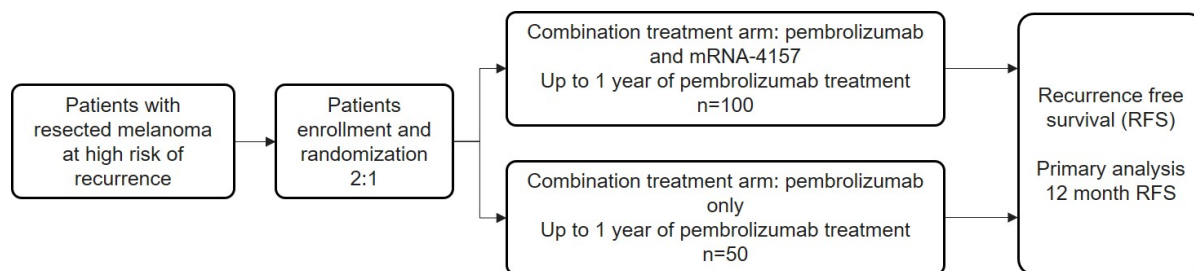 Patients with
resected melanoma
at high risk of
recurrence
Patients
enrollment and
randomization
2:1
Combination treatment arm: pembrolizumab
and mRNA-4157
Up to 1 year of pembrolizumab treatment
n=100
Combination treatment arm: pembrolizumab
only
Up to 1 year of pembrolizumab treatment
n=50
Recurrence free
survival (RFS)
Primary analysis
12 month RFS